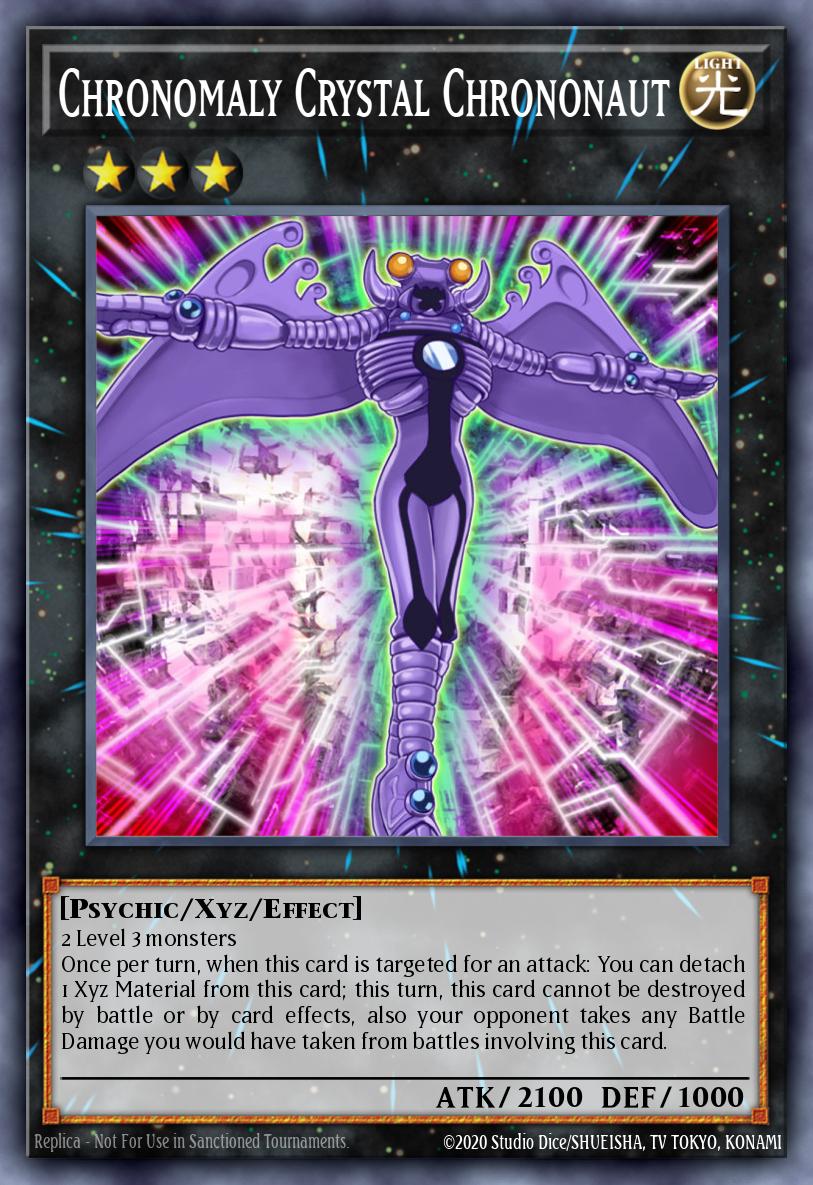 CHRONOMALY CRYSTAL CHRONONAUT
LIGHT
光
[PSYCHIC/XYZ/EFFECT]
2 Level 3 monsters
Once per turn, when this card is targeted for an attack: You can detach
1 Xyz Material from this card; this turn, this card cannot be destroyed
by battle or by card effects, also your opponent takes any Battle
Damage you would have taken from battles involving this card.
ATK/2100 DEF/1000
Replica - Not For Use in Sanctioned Tournaments.
©2020 Studio Dice/SHUEISHA, TV TOKYO, KONAMI